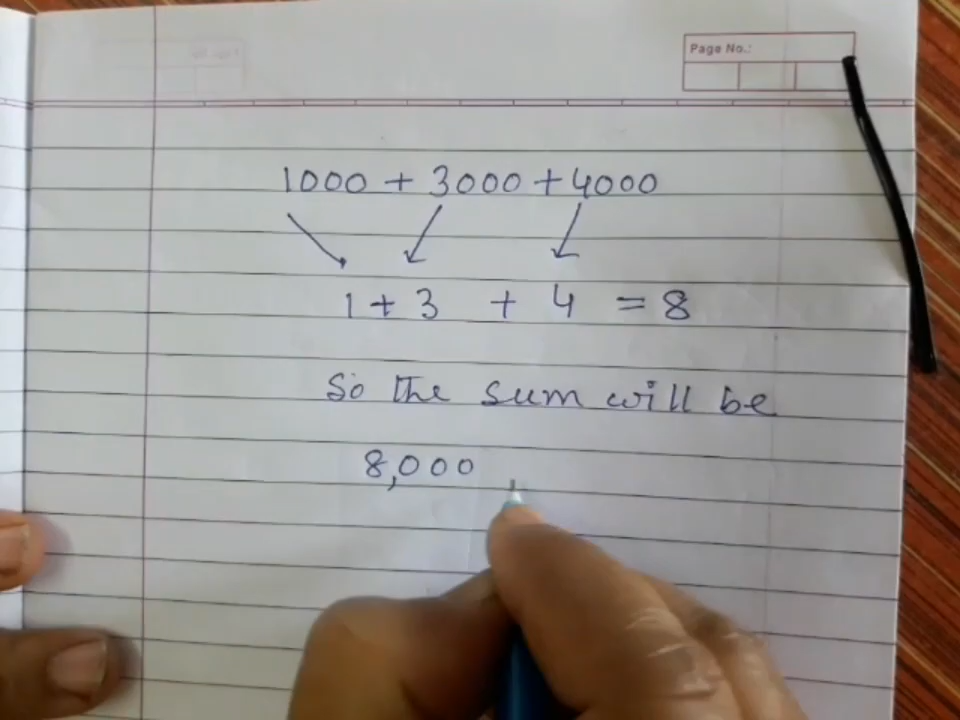 Page No.:
1000 + 3000 + 4000
1 + 3 + 4 = 8
So the sum will be
8,000